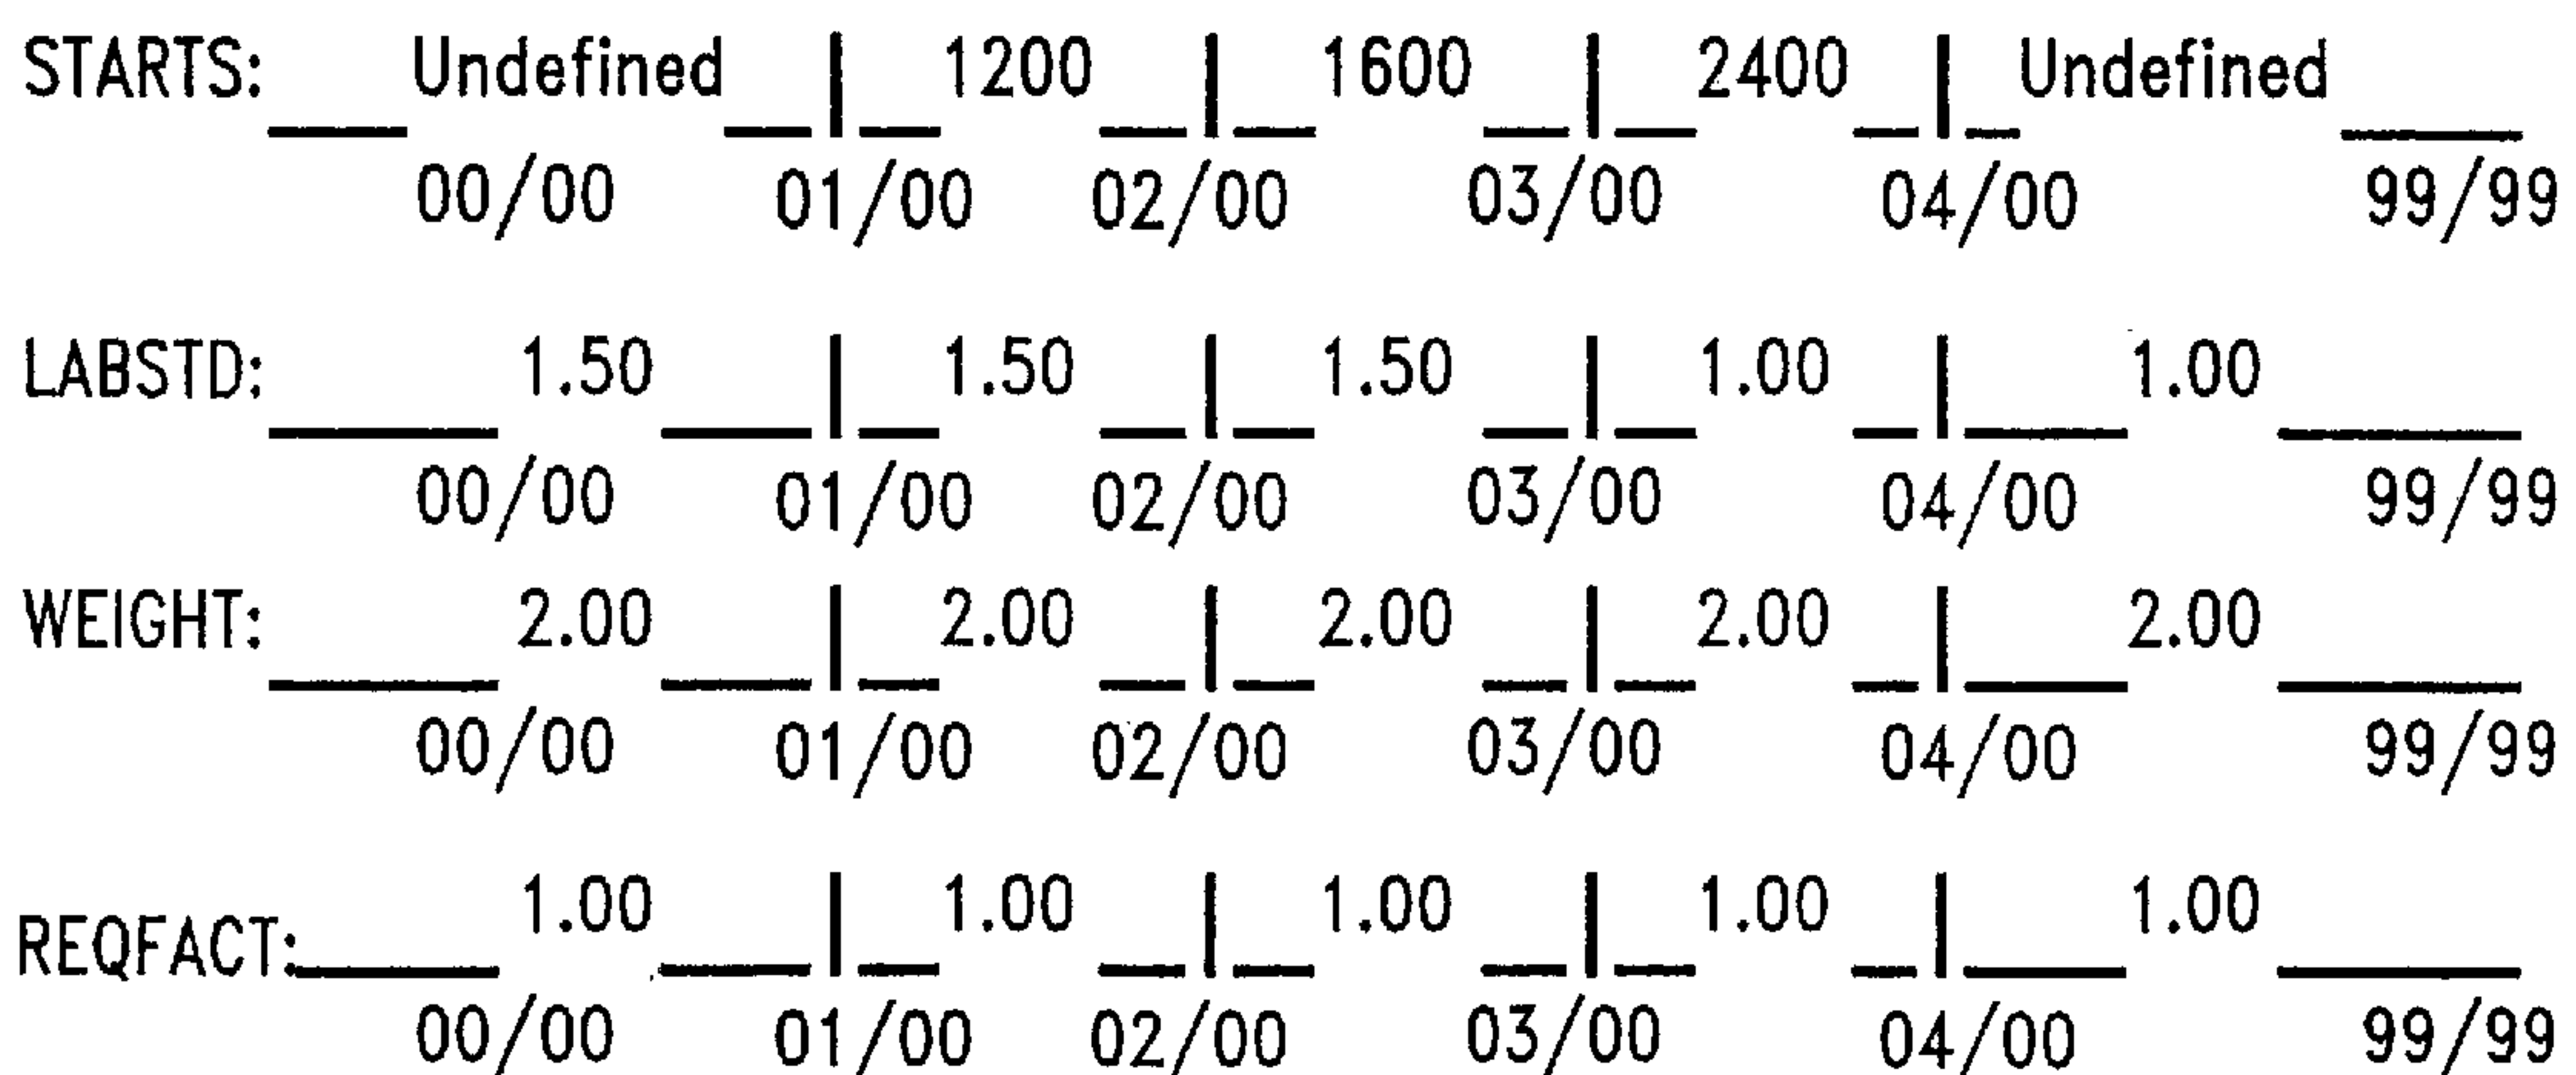 STARTS: Undefined 1200 1600 2400 Undefined
00/00 01/00 02/00 03/00 04/00 99/99
LABSTD: 1.50 1.50 1.50 1.00 1.00
00/00 01/00 02/00 03/00 04/00 99/99
WEIGHT: 2.00 2.00 2.00 2.00 2.00
00/00 01/00 02/00 03/00 04/00 99/99
REQFACT: 1.00 1.00 1.00 1.00 1.00
00/00 01/00 02/00 03/00 04/00 99/99